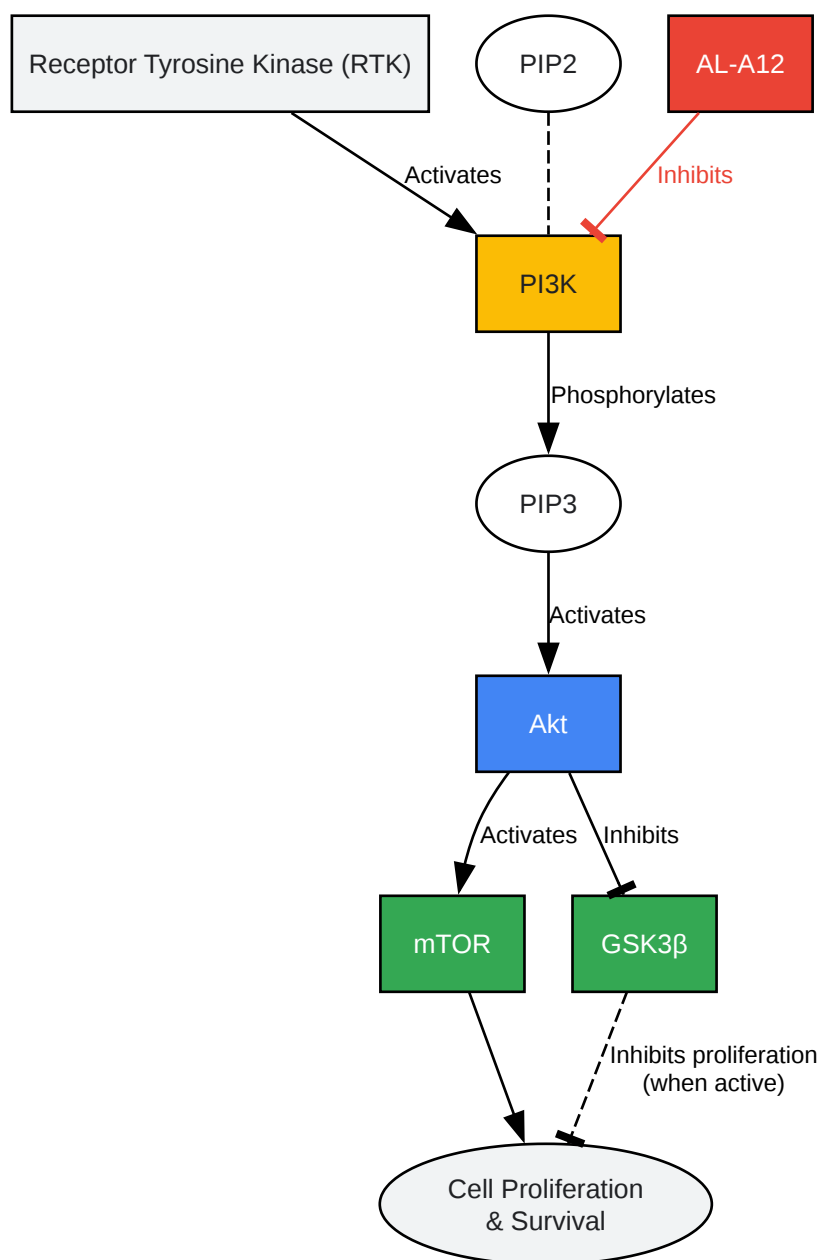 Receptor Tyrosine Kinase (RTK)
PIP2
AL-A12
Activates
Inhibits
PI3K
Phosphorylates
PIP3
Activates
Akt
Activates
Inhibits
mTOR
GSK3β
Inhibits proliferation
(when active)
Cell Proliferation
& Survival